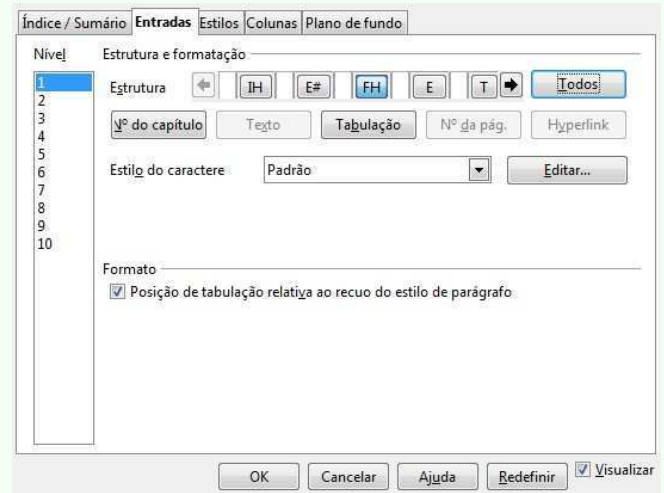 Índice / Sumário Entradas Estilos Colunas Plano de fundo
Nível Estrutura e formatação
1
2
3
4
5
6
7
8
9
10
Estrutura IH E# FH E T Todos
Nº do capítulo Texto Tabulação Nº da pág. Hyperlink
Estilo do caractere Padrão Editar...
Formato
Posição de tabulação relativa ao recuo do estilo de parágrafo
OK Cancelar Ajuda Redefinir Visualizar